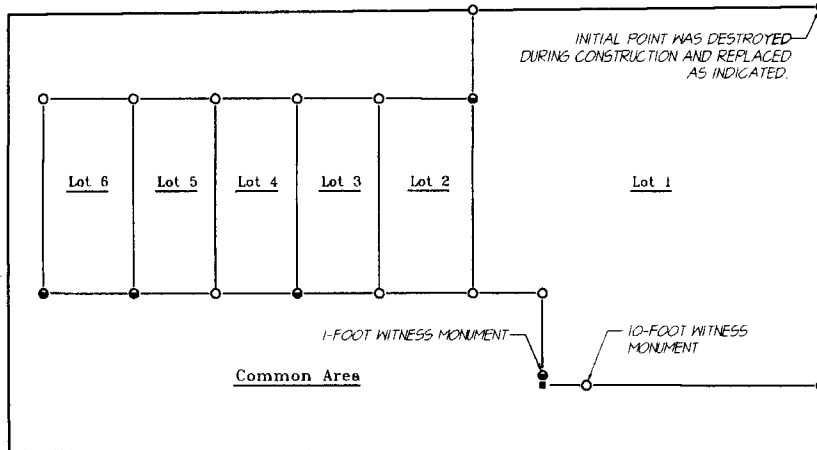 INITIAL POINT WAS DESTROYED
DURING CONSTRUCTION AND REPLACED
AS INDICATED.
Lot 6
Lot 5
Lot 4
Lot 3
Lot 2
Lot 1
1-FOOT WITNESS MONUMENT
10-FOOT WITNESS
MONUMENT
Common Area